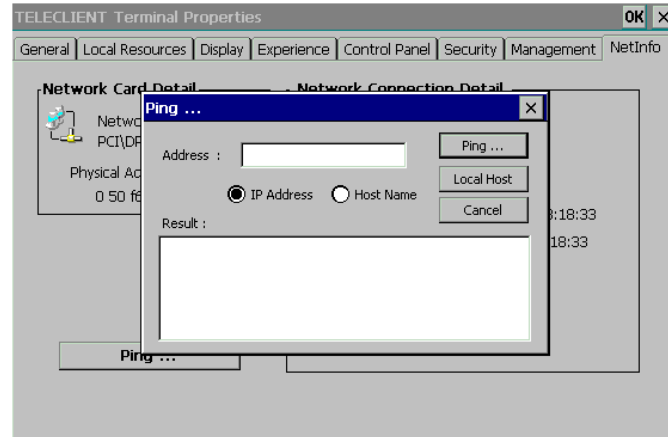 TELECLIENT Terminal Properties OK
General Local Resources Display Experience Control Panel Security Management NetInfo
Network Card Detail Network Connection Detail
Ping ...
Netwo
PCI\DP
Address : Ping ...
Physical Ad Local Host
IP Address Host Name
0 50 f6 Cancel
:18:33
Result :
18:33
Ping ...